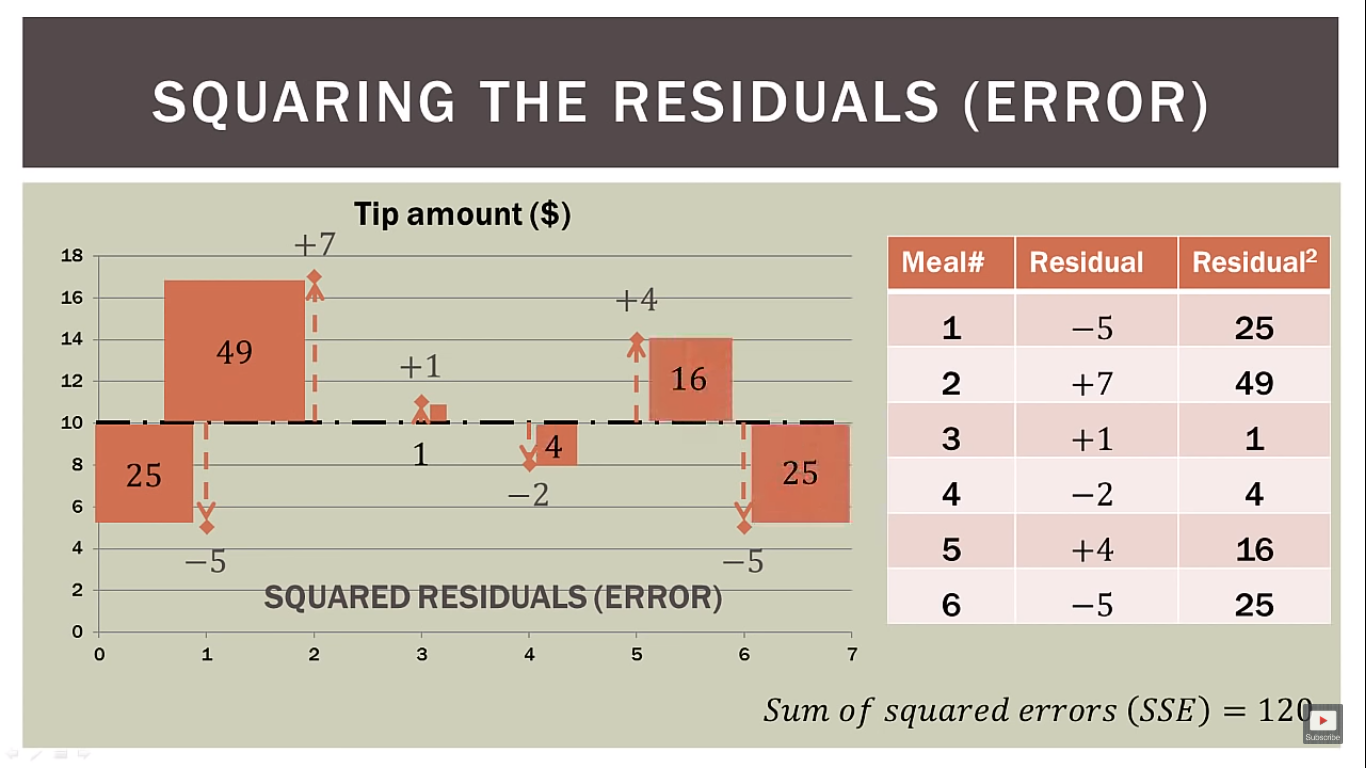 SQUARING THE RESIDUALS (ERROR)
Tip amount ($)
+7
18
16
14
12
10
8
6
4
2
0
49
+4
+1
16
25
1
4
25
−2
−5
−5
SQUARED RESIDUALS (ERROR)
0 1 2 3 4 5 6 7
Meal# Residual Residual²
1 −5 25
2 +7 49
3 +1 1
4 −2 4
5 +4 16
6 −5 25
Sum of squared errors (SSE) = 120
Subscribe